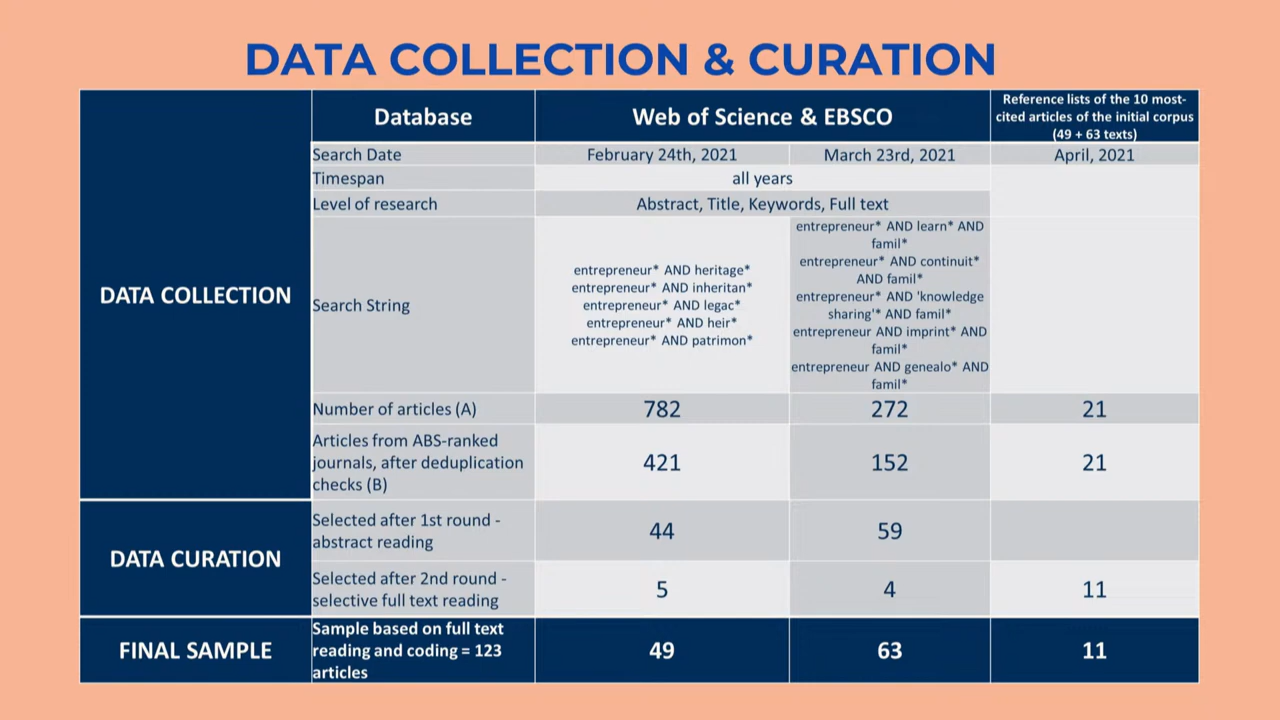 DATA COLLECTION & CURATION
Database
Web of Science & EBSCO
Reference lists of the 10 most-
cited articles of the initial corpus
(49 + 63 texts)
DATA COLLECTION
Search Date
February 24th, 2021
March 23rd, 2021
April, 2021
Timespan
all years
Level of research
Abstract, Title, Keywords, Full text
Search String
entrepreneur* AND heritage*
entrepreneur* AND inheritan*
entrepreneur* AND legac*
entrepreneur* AND heir*
entrepreneur* AND patrimon*
entrepreneur* AND learn* AND
famil*
entrepreneur* AND continuit*
AND famil*
entrepreneur* AND 'knowledge
sharing'* AND famil*
entrepreneur AND imprint* AND
famil*
entrepreneur AND genealo* AND
famil*
Number of articles (A)
782
272
21
Articles from ABS-ranked
journals, after deduplication
checks (B)
421
152
21
DATA CURATION
Selected after 1st round -
abstract reading
44
59
Selected after 2nd round -
selective full text reading
5
4
11
FINAL SAMPLE
Sample based on full text
reading and coding = 123
articles
49
63
11